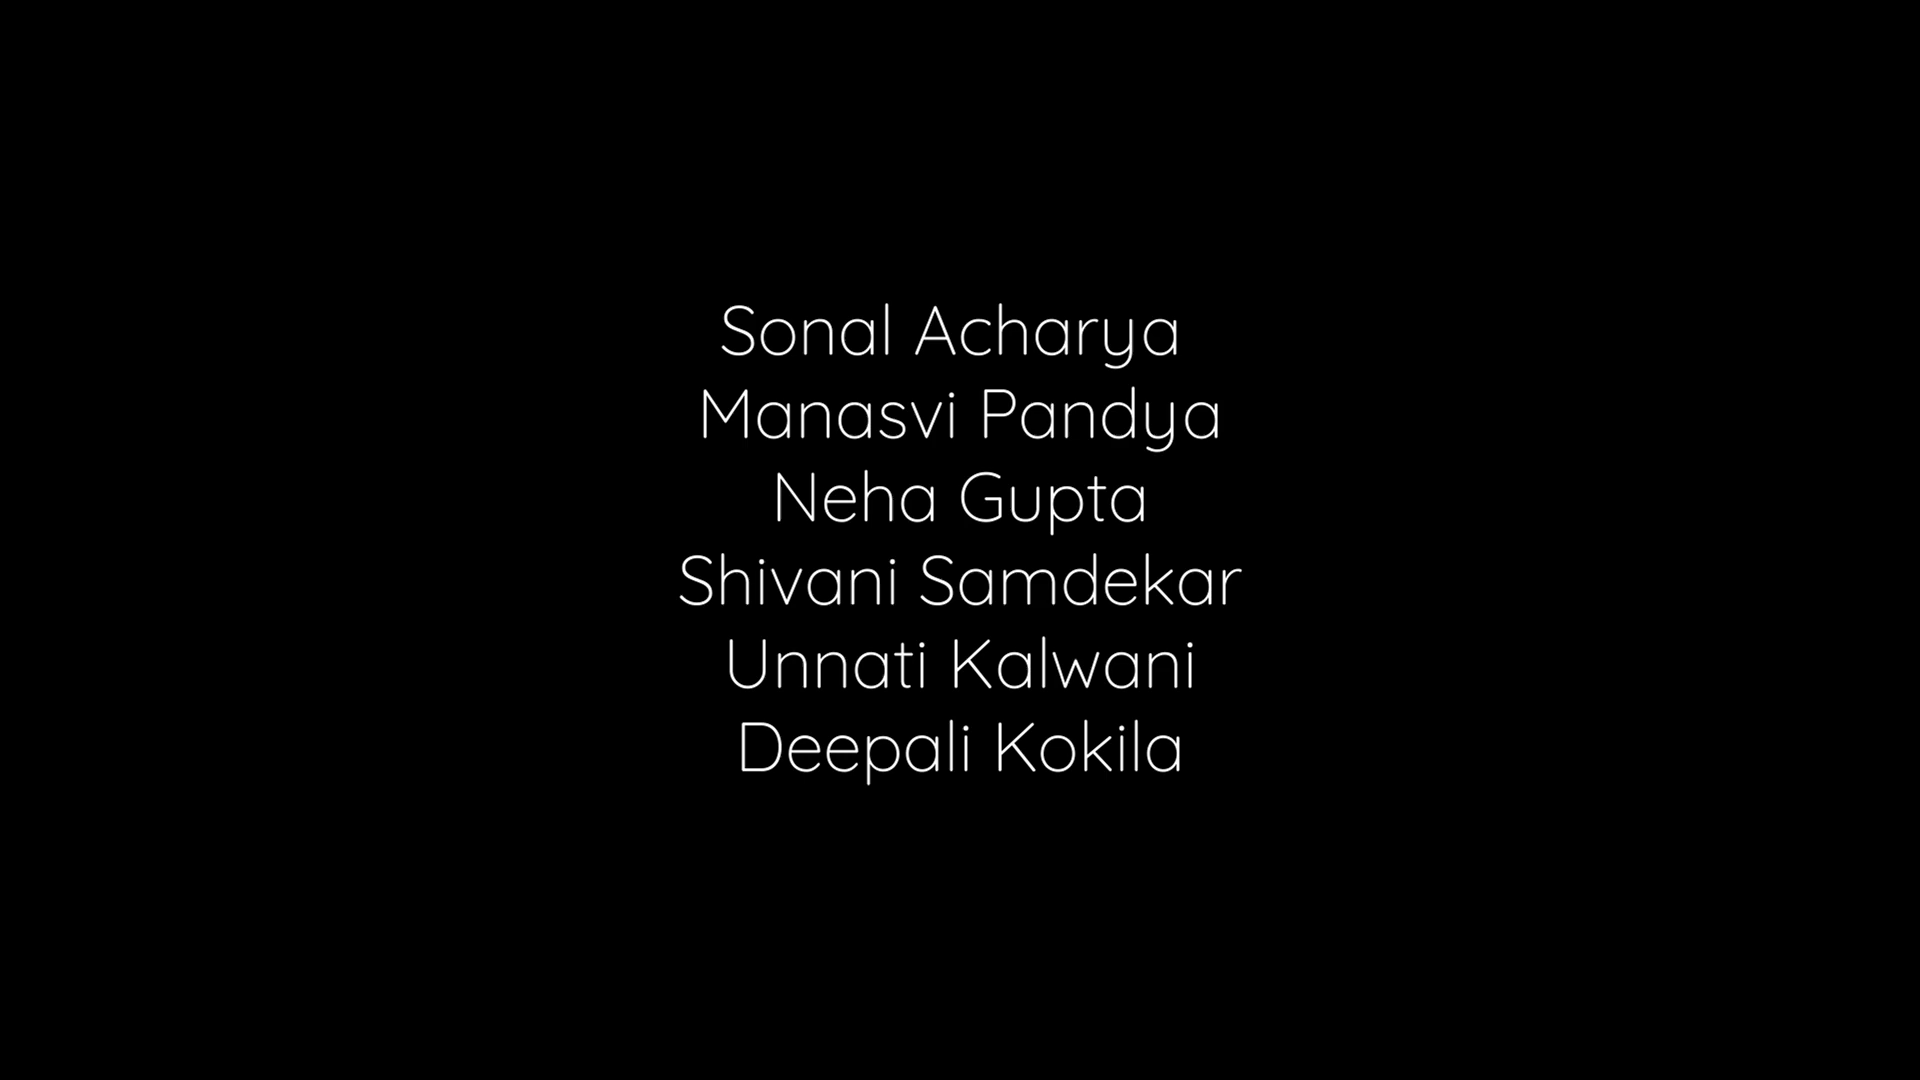 Sonal Acharya
Manasvi Pandya
Neha Gupta
Shivani Samdekar
Unnati Kalwani
Deepali Kokila